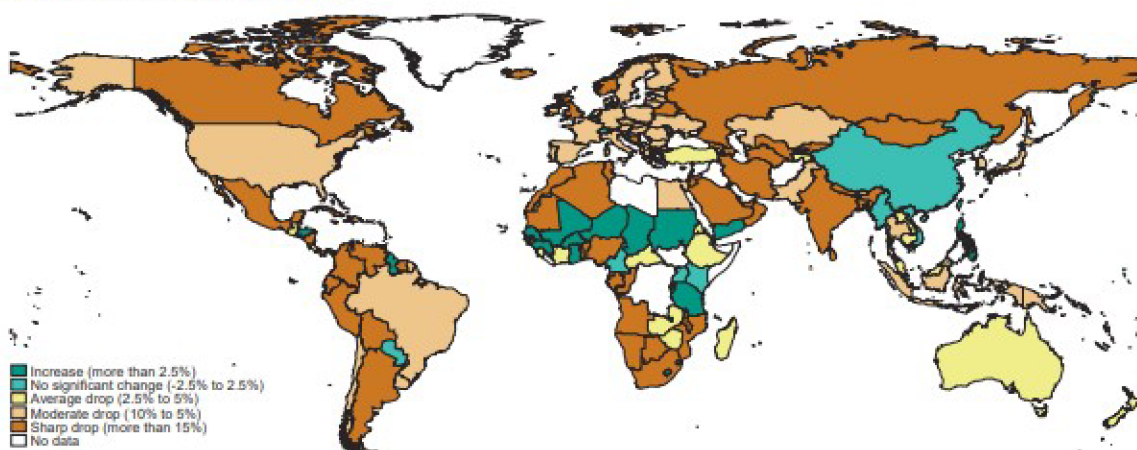 Increase (more than 2.5%)
No significant change (-2.5% to 2.5%)
Average drop (2.5% to 5%)
Moderate drop (10% to 5%)
Sharp drop (more than 15%)
No data